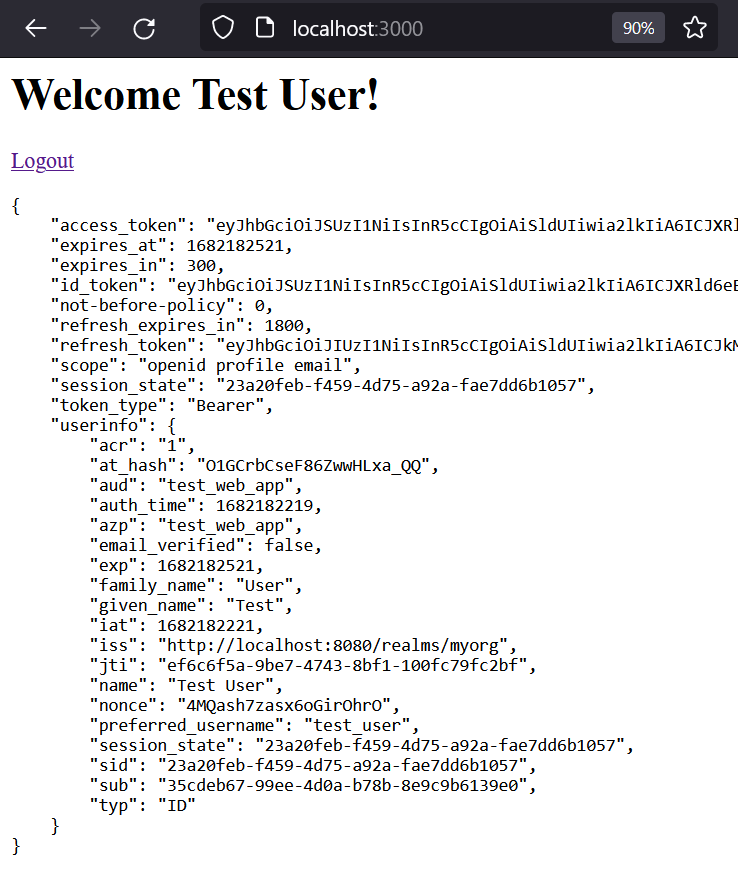 localhost:3000
90%
Welcome Test User!
Logout
{
    "access_token": "eyJhbGciOiJSUzI1NiIsInR5cCIgOiAiSldUIiwia2lkIiA6ICJXRl
    "expires_at": 1682182521,
    "expires_in": 300,
    "id_token": "eyJhbGciOiJSUzI1NiIsInR5cCIgOiAiSldUIiwia2lkIiA6ICJXRld6eE
    "not-before-policy": 0,
    "refresh_expires_in": 1800,
    "refresh_token": "eyJhbGciOiJIUzI1NiIsInR5cCIgOiAiSldUIiwia2lkIiA6ICJkM
    "scope": "openid profile email",
    "session_state": "23a20feb-f459-4d75-a92a-fae7dd6b1057",
    "token_type": "Bearer",
    "userinfo": {
        "acr": "1",
        "at_hash": "O1GCrbCseF86ZwwHLxa_QQ",
        "aud": "test_web_app",
        "auth_time": 1682182219,
        "azp": "test_web_app",
        "email_verified": false,
        "exp": 1682182521,
        "family_name": "User",
        "given_name": "Test",
        "iat": 1682182221,
        "iss": "http://localhost:8080/realms/myorg",
        "jti": "ef6c6f5a-9be7-4743-8bf1-100fc79fc2bf",
        "name": "Test User",
        "nonce": "4MQash7zasx6oGirOhrO",
        "preferred_username": "test_user",
        "session_state": "23a20feb-f459-4d75-a92a-fae7dd6b1057",
        "sid": "23a20feb-f459-4d75-a92a-fae7dd6b1057",
        "sub": "35cdeb67-99ee-4d0a-b78b-8e9c9b6139e0",
        "typ": "ID"
    }
}